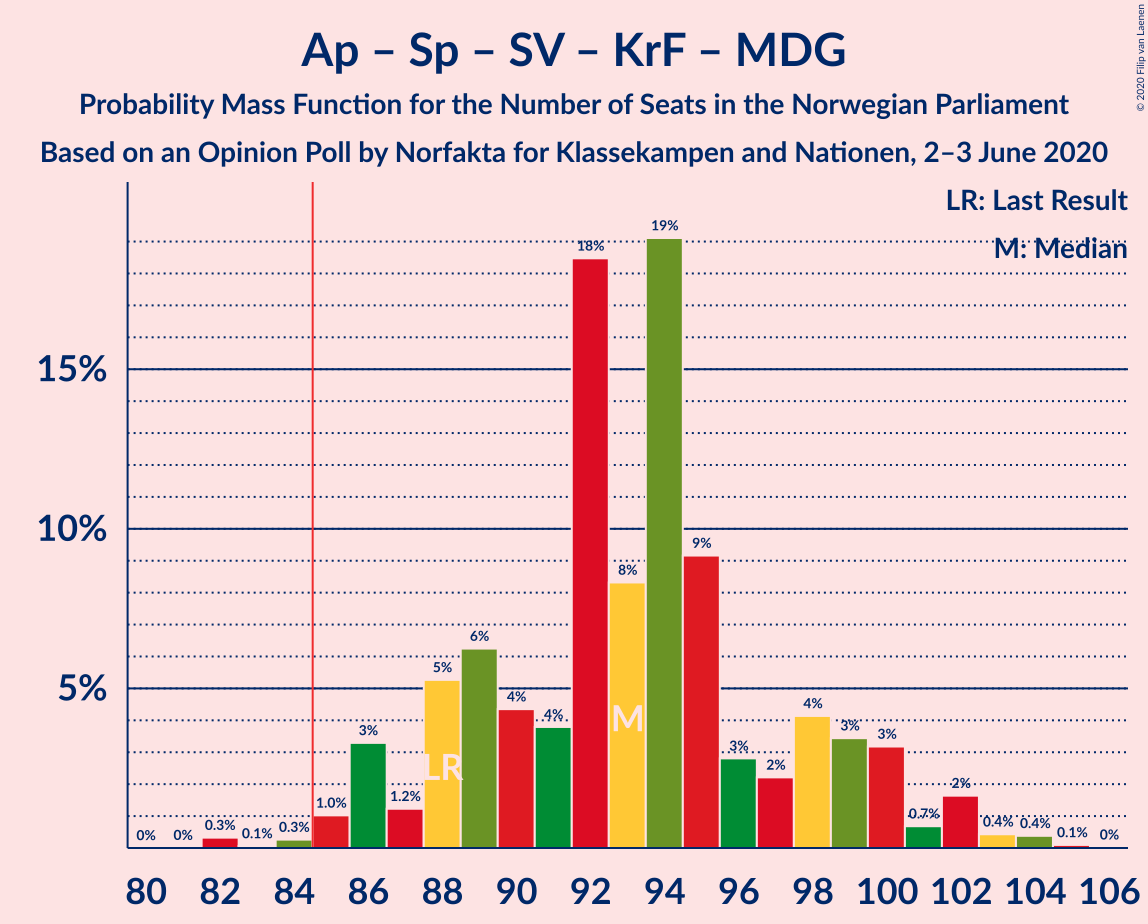 Ap – Sp – SV – KrF – MDG
Probability Mass Function for the Number of Seats in the Norwegian Parliament
Based on an Opinion Poll by Norfakta for Klassekampen and Nationen, 2–3 June 2020
© 2020 Filip van Laenen
LR: Last Result
M: Median
15%
10%
5%
0% 0% 0.3% 0.1% 0.3% 1.0% 3% 1.2% 5% 6% 4% 4% 18% 8% 19% 9% 3% 2% 4% 3% 3% 0.7% 2% 0.4% 0.4% 0.1% 0%
LR
M
80 82 84 86 88 90 92 94 96 98 100 102 104 106